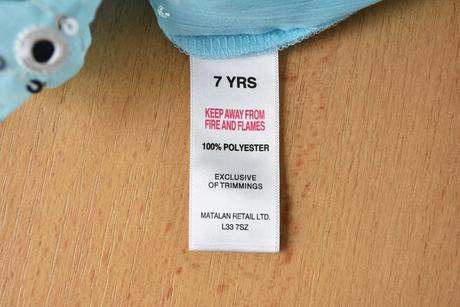 7 YRS
KEEP AWAY FROM
FIRE AND FLAMES
100% POLYESTER
EXCLUSIVE
OF TRIMMINGS
MATALAN RETAIL LTD.
L33 7SZ